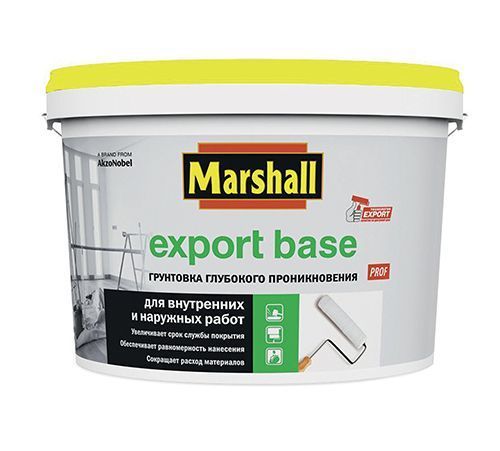 A BRAND FROM
AkzoNobel
Marshall
EXPORT
export base
ГРУНТОВКА ГЛУБОКОГО ПРОНИКНОВЕНИЯ
PROF
для внутренних
и наружных работ
Увеличивает срок службы покрытия
Обеспечивает равномерность нанесения
Сокращает расход материалов